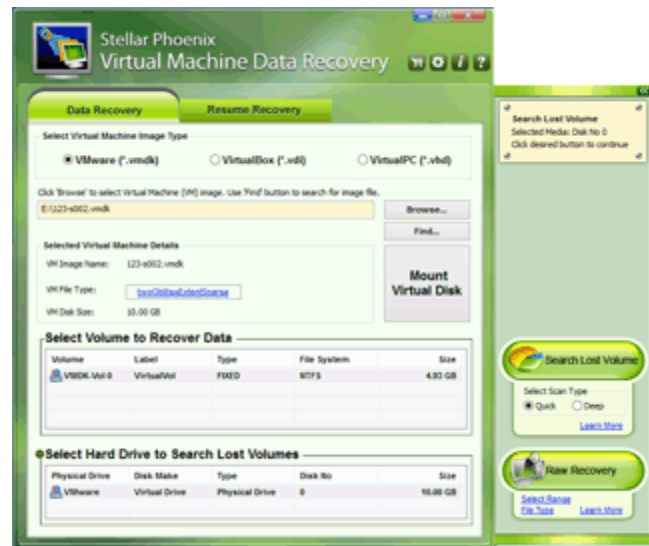 Stellar Phoenix
Virtual Machine Data Recovery
Data Recovery
Resume Recovery
Select Virtual Machine Image Type
VMware (*.vmdk)
VirtualBox (*.vdi)
VirtualPC (*.vhd)
Click 'Browse' to select Virtual Machine (VM) image. Use 'Find' button to search for image file.
E:\123-s002.vmdk
Browse...
Find...
Selected Virtual Machine Details
VM Image Name: 123-s002.vmdk
VM File Type:
VM Disk Size: 10.00 GB
Mount
Virtual Disk
Select Volume to Recover Data
Volume Label Type File System Size
VMDK-Vol 0 VirtualVol FIXED NTFS 4.93 GB
Select Hard Drive to Search Lost Volumes
Physical Drive Disk Make Type Disk No Size
VMware Virtual Drive Physical Drive 0 10.00 GB
Search Lost Volume
Selected Media: Disk No 0
Click desired button to continue
Search Lost Volume
Select Scan Type
Quick Deep
Learn More
Raw Recovery
Select Range
File Type Learn More